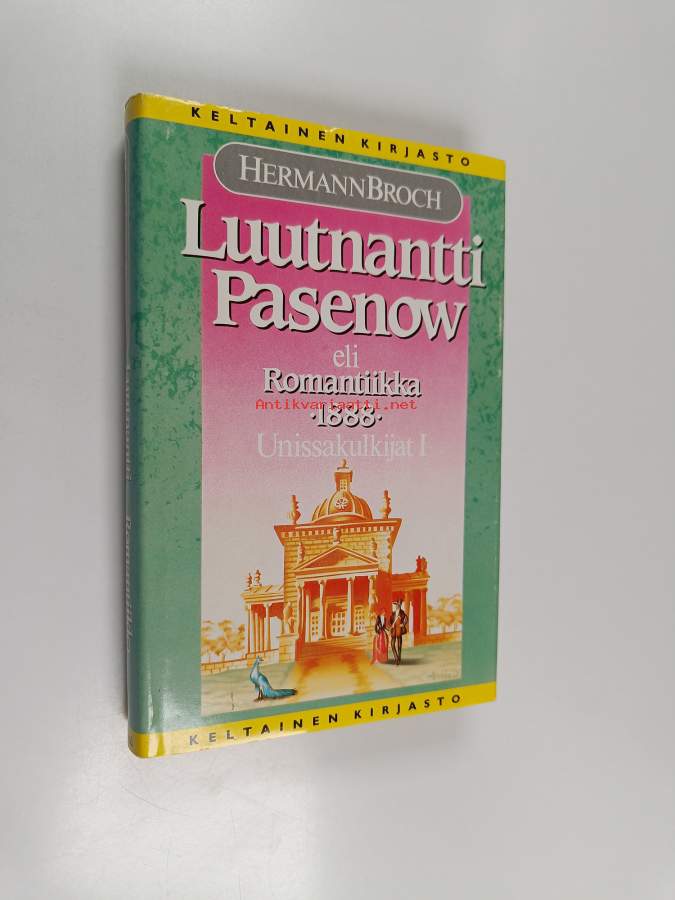 KELTAINEN KIRJASTO
HERMANN BROCH
Luutnantti
Pasenow
eli
Romantiikka
Antikvariaatti.net
·1888·
Unissakulkijat I
KELTAINEN KIRJASTO